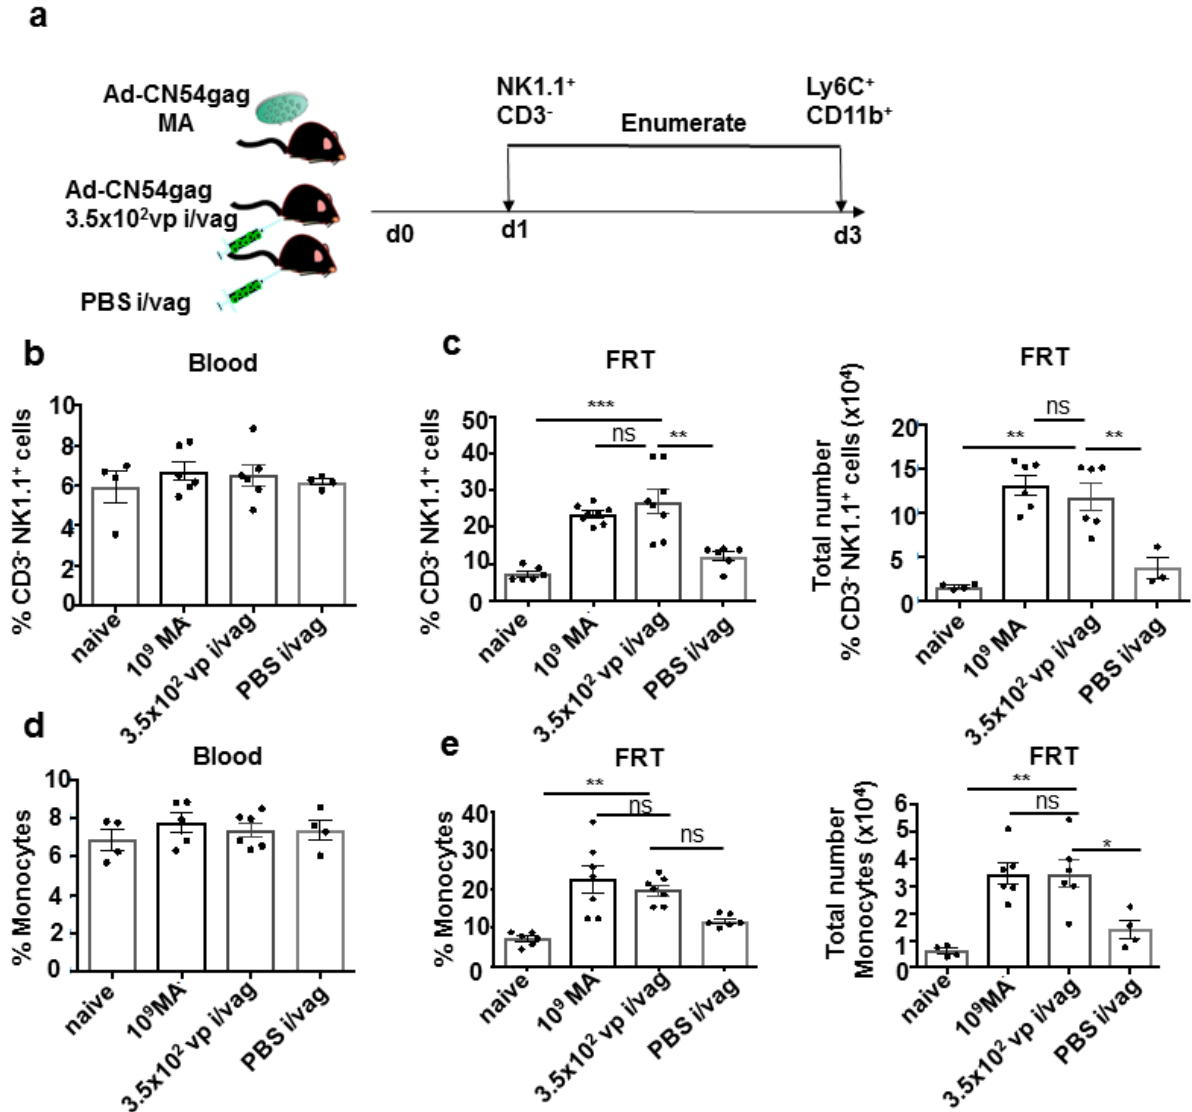 a
Ad-CN54gag
MA
Ad-CN54gag
3.5x10²vp i/vag
PBS i/vag
NK1.1⁺
CD3⁻
Enumerate
Ly6C⁺
CD11b⁺
d0
d1
d3
b
Blood
% CD3⁻ NK1.1⁺ cells
10
8
6
4
2
0
naive
10⁹ MA
3.5x10² vp i/vag
PBS i/vag
c
FRT
% CD3⁻ NK1.1⁺ cells
50
40
30
20
10
0
***
ns
**
naive
10⁹ MA
3.5x10² vp i/vag
PBS i/vag
FRT
Total number
% CD3⁻ NK1.1⁺ cells (x10⁴)
20
15
10
5
0
ns
**
**
naive
10⁹ MA
3.5x10² vp i/vag
PBS i/vag
d
Blood
% Monocytes
10
8
6
4
2
0
naive
10⁹MA
3.5x10² vp i/vag
PBS i/vag
e
FRT
% Monocytes
40
30
20
10
0
**
ns
ns
naive
10⁹ MA
3.5x10² vp i/vag
PBS i/vag
FRT
Total number
Monocytes (x10⁴)
6
5
4
3
2
1
0
**
ns
*
naive
10⁹MA
3.5x10² vp i/vag
PBS i/vag